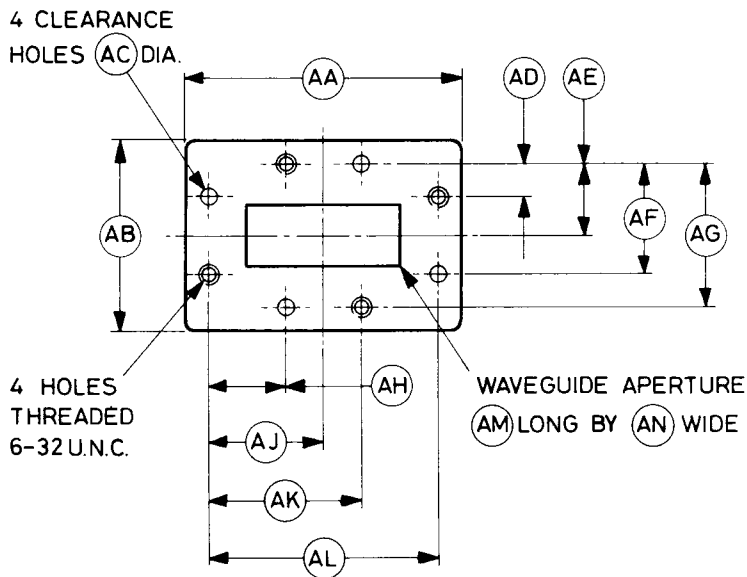 4 CLEARANCE
HOLES AC DIA.
AA
AD
AE
AB
AF
AG
4 HOLES
THREADED
6-32 U.N.C.
AH
AJ
AK
AL
WAVEGUIDE APERTURE
AM LONG BY AN WIDE